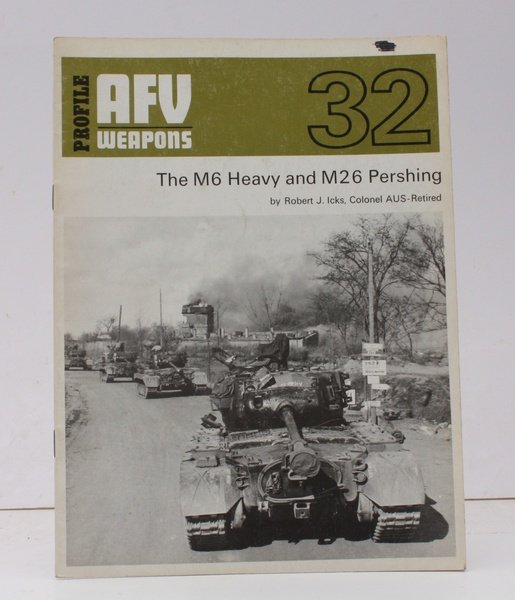 PROFILE
AFV
WEAPONS
32
The M6 Heavy and M26 Pershing
by Robert J. Icks, Colonel AUS-Retired